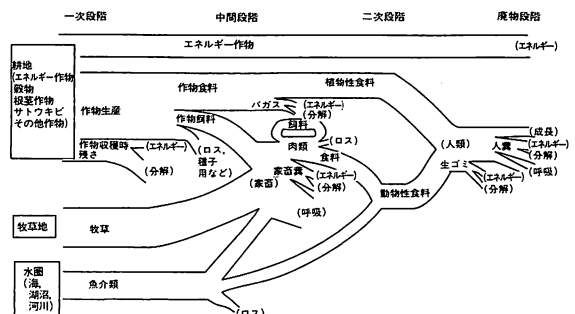 一次段階 中間段階 二次段階 廃物段階
エネルギー作物 (エネルギー)
耕地
(エネルギー作物
穀物
根茎作物
サトウキビ
その他作物)
作物食料 植物性食料
バガス (エネルギー)
(分解)
作物生産
作物飼料
飼料
肉類
(ロス)
食料
作物収穫時
残さ
(エネルギー)
(分解)
(ロス,
種子
用など)
家畜糞
(エネルギー)
(分解)
(家畜)
(呼吸)
動物性食料
(人類)
人糞
(成長)
(エネルギー)
(分解)
(呼吸)
生ゴミ
(エネルギー)
(分解)
牧草地
牧草
水圏
(海,
湖沼,
河川)
魚介類
(ロス)